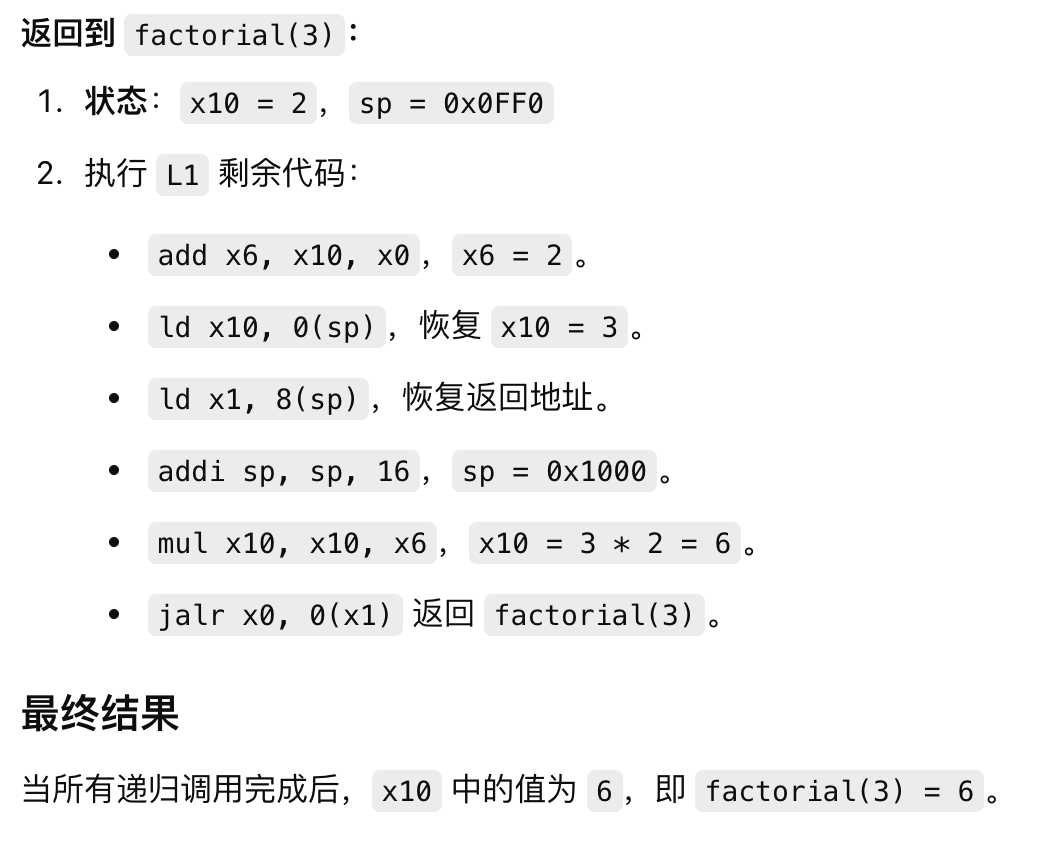 返回到 factorial(3)：
1. 状态： x10 = 2， sp = 0x0FF0
2. 执行 L1 剩余代码：
• add x6, x10, x0， x6 = 2。
• ld x10, 0(sp)，恢复 x10 = 3。
• ld x1, 8(sp)，恢复返回地址。
• addi sp, sp, 16， sp = 0x1000。
• mul x10, x10, x6， x10 = 3 * 2 = 6。
• jalr x0, 0(x1) 返回 factorial(3)。
最终结果
当所有递归调用完成后， x10 中的值为 6，即 factorial(3) = 6。